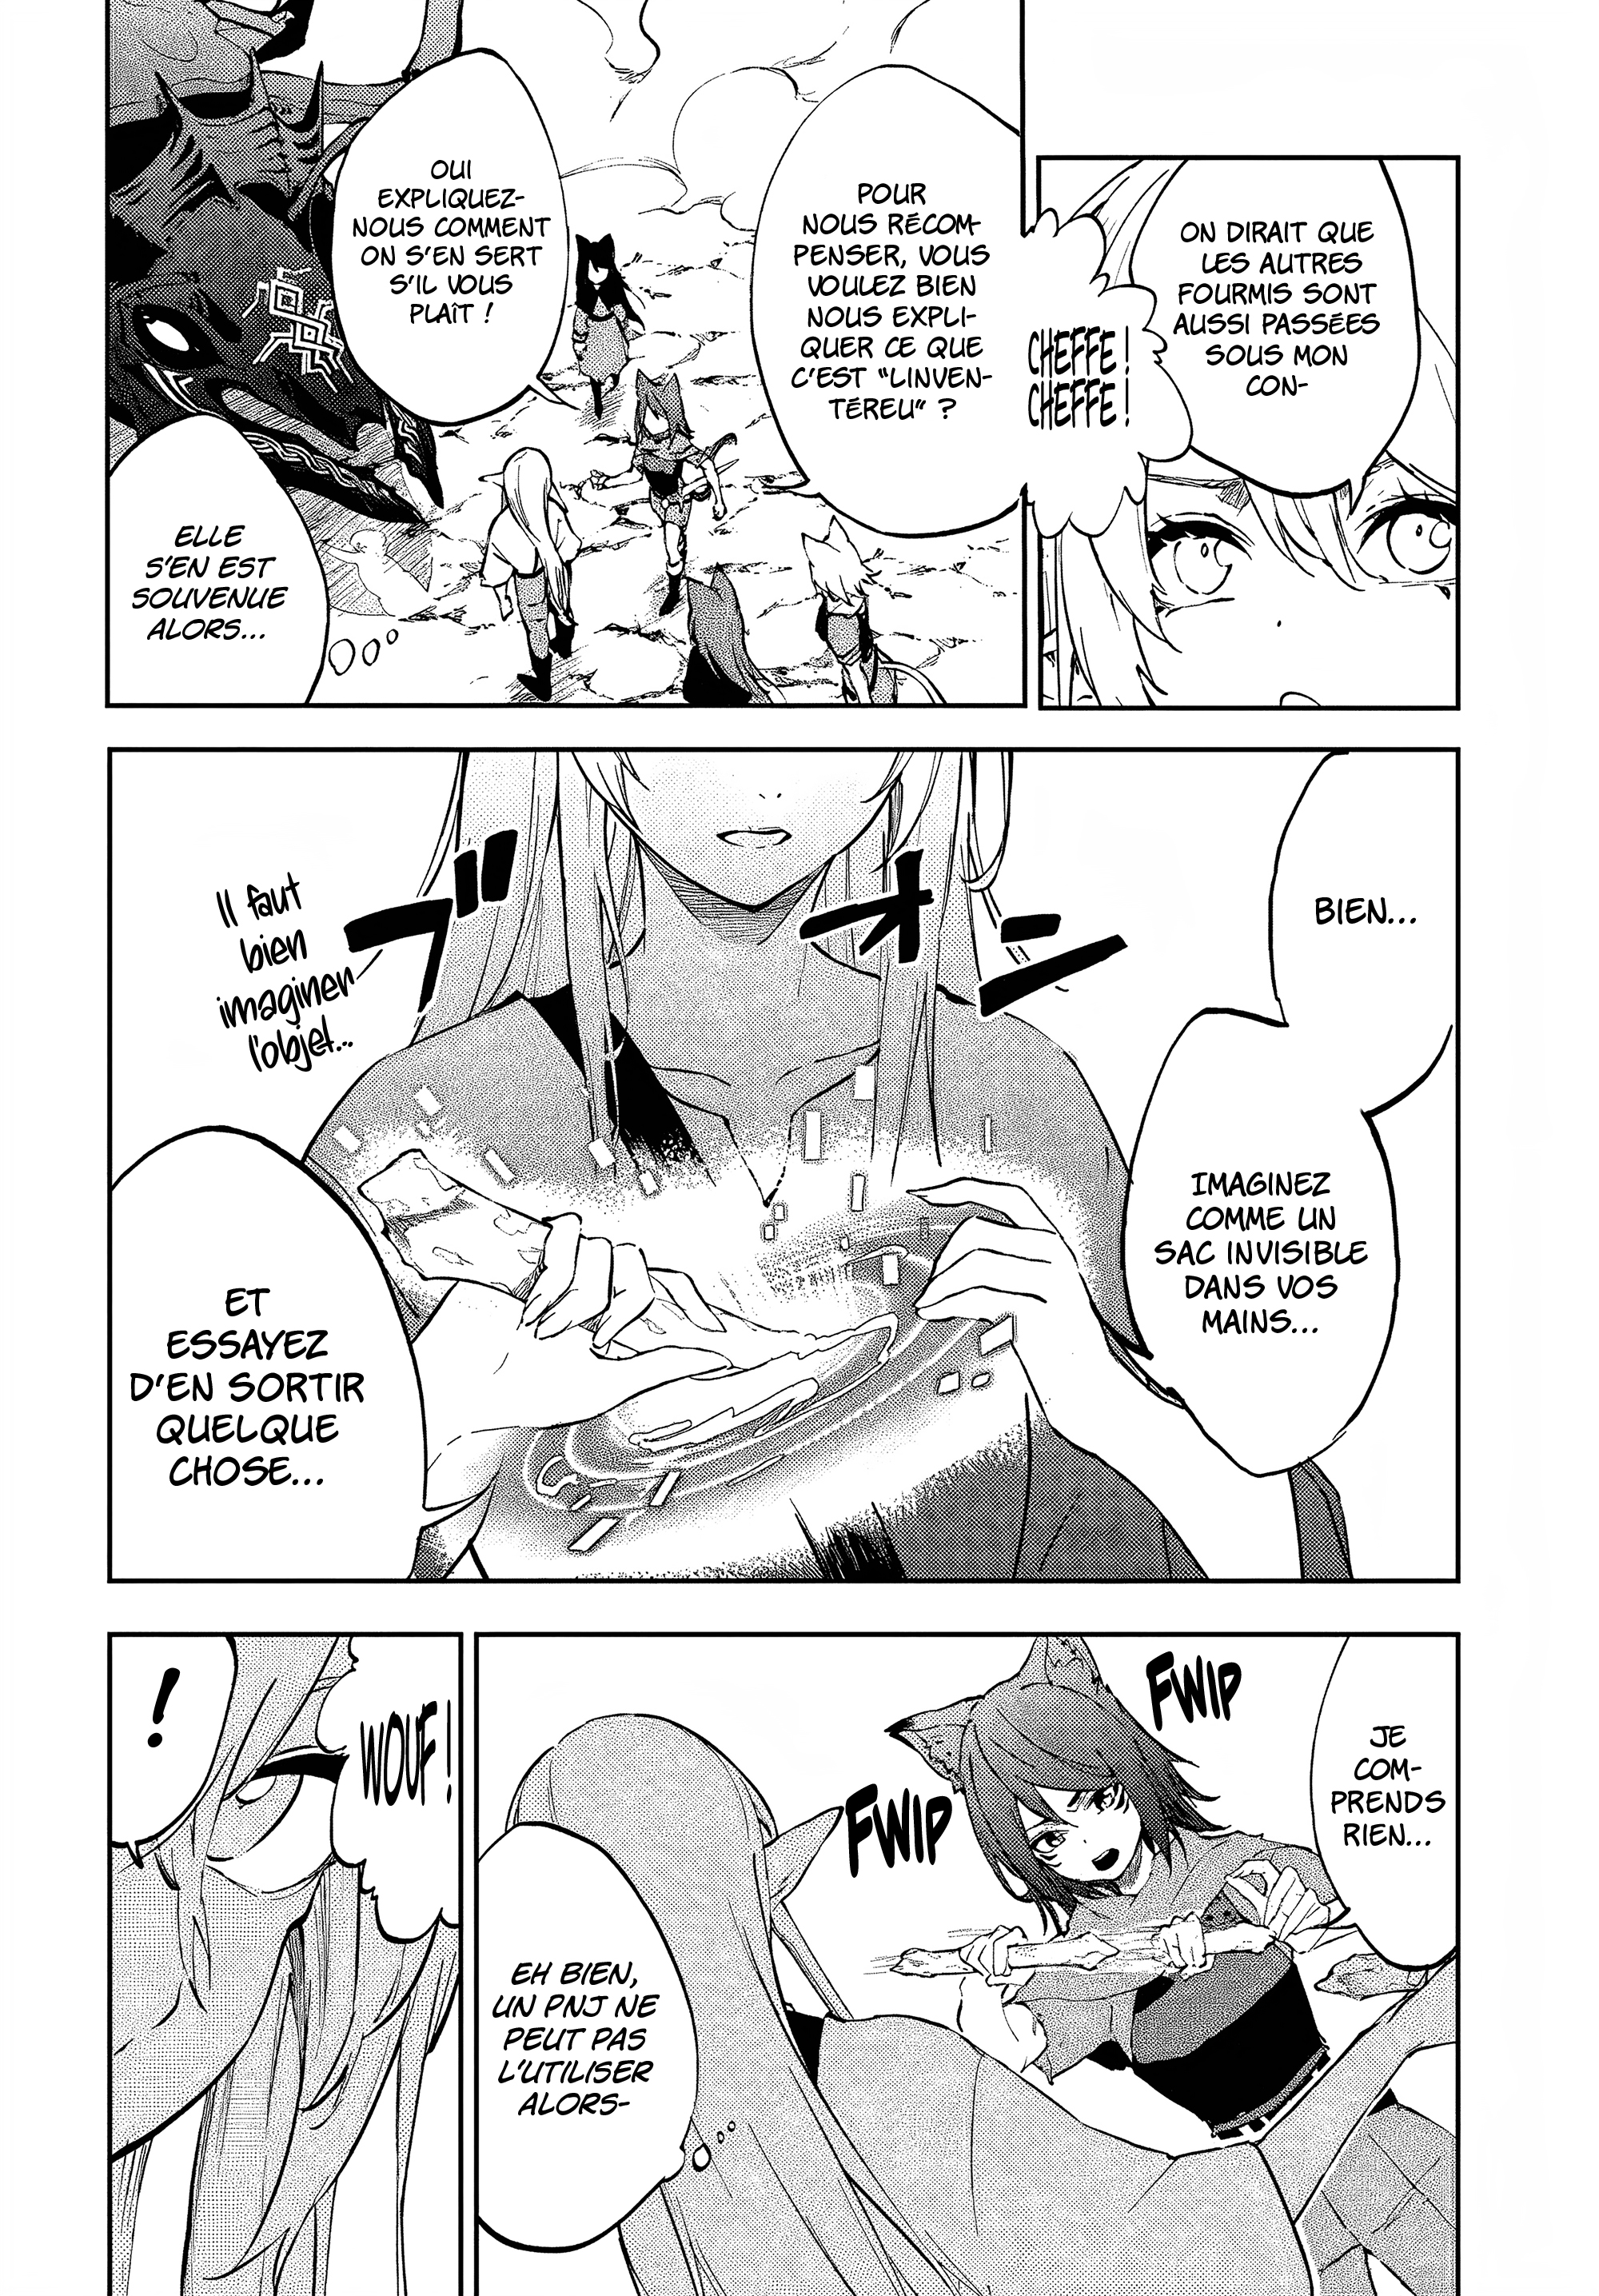 ON DIRAIT QUE
LES AUTRES
FOURMIS SONT
AUSSI PASSÉES
SOUS MON
CON-
CHEFFE !
CHEFFE !
POUR
NOUS RÉCOM-
PENSER, VOUS
VOULEZ BIEN
NOUS EXPLI-
QUER CE QUE
C'EST "LINVEN-
TÉREU" ?
OUI
EXPLIQUEZ-
NOUS COMMENT
ON S'EN SERT
S'IL VOUS
PLAÎT !
ELLE
S'EN EST
SOUVENUE
ALORS...
BIEN...
IMAGINEZ
COMME UN
SAC INVISIBLE
DANS VOS
MAINS...
ブオン
Il faut
bien
imaginer
l'objet...
ET
ESSAYEZ
D'EN SORTIR
QUELQUE
CHOSE...
JE
COM-
PRENDS
RIEN...
FWIP
FWIP
EH BIEN,
UN PNJ NE
PEUT PAS
L'UTILISER
ALORS-
WOUF !
!